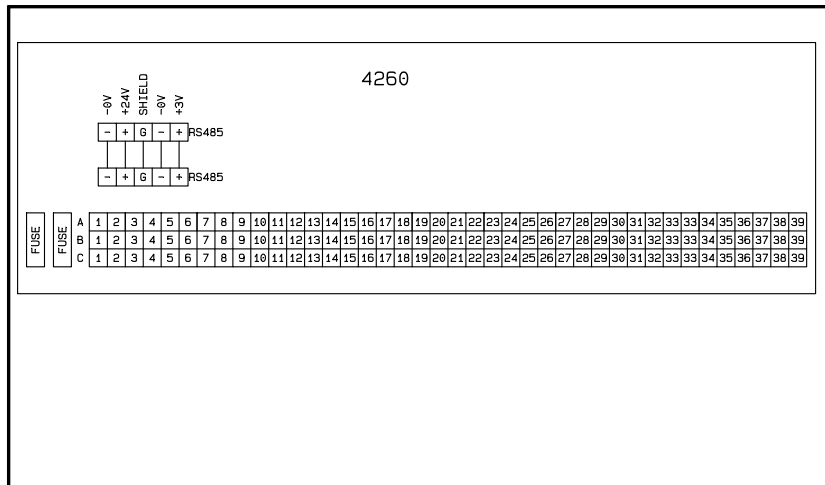 4260
-0V +24V SHIELD -0V +3V
- + G - + RS485
- + G - + RS485
FUSE FUSE
A 1 2 3 4 5 6 7 8 9 10 11 12 13 14 15 16 17 18 19 20 21 22 23 24 25 26 27 28 29 30 31 32 33 33 34 35 36 37 38 39
B 1 2 3 4 5 6 7 8 9 10 11 12 13 14 15 16 17 18 19 20 21 22 23 24 25 26 27 28 29 30 31 32 33 33 34 35 36 37 38 39
C 1 2 3 4 5 6 7 8 9 10 11 12 13 14 15 16 17 18 19 20 21 22 23 24 25 26 27 28 29 30 31 32 33 33 34 35 36 37 38 39